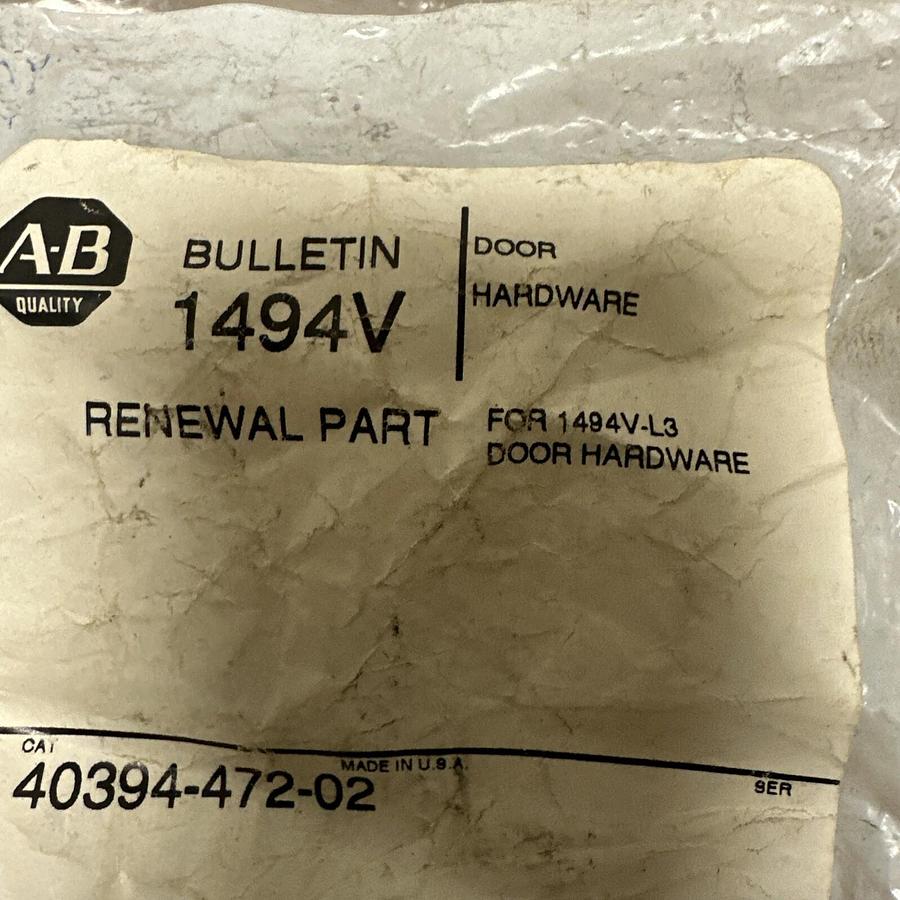 A-B
QUALITY
BULLETIN
1494V
DOOR
HARDWARE
RENEWAL PART
FOR 1494V-L3
DOOR HARDWARE
CAT
40394-472-02
MADE IN U.S.A.
SER